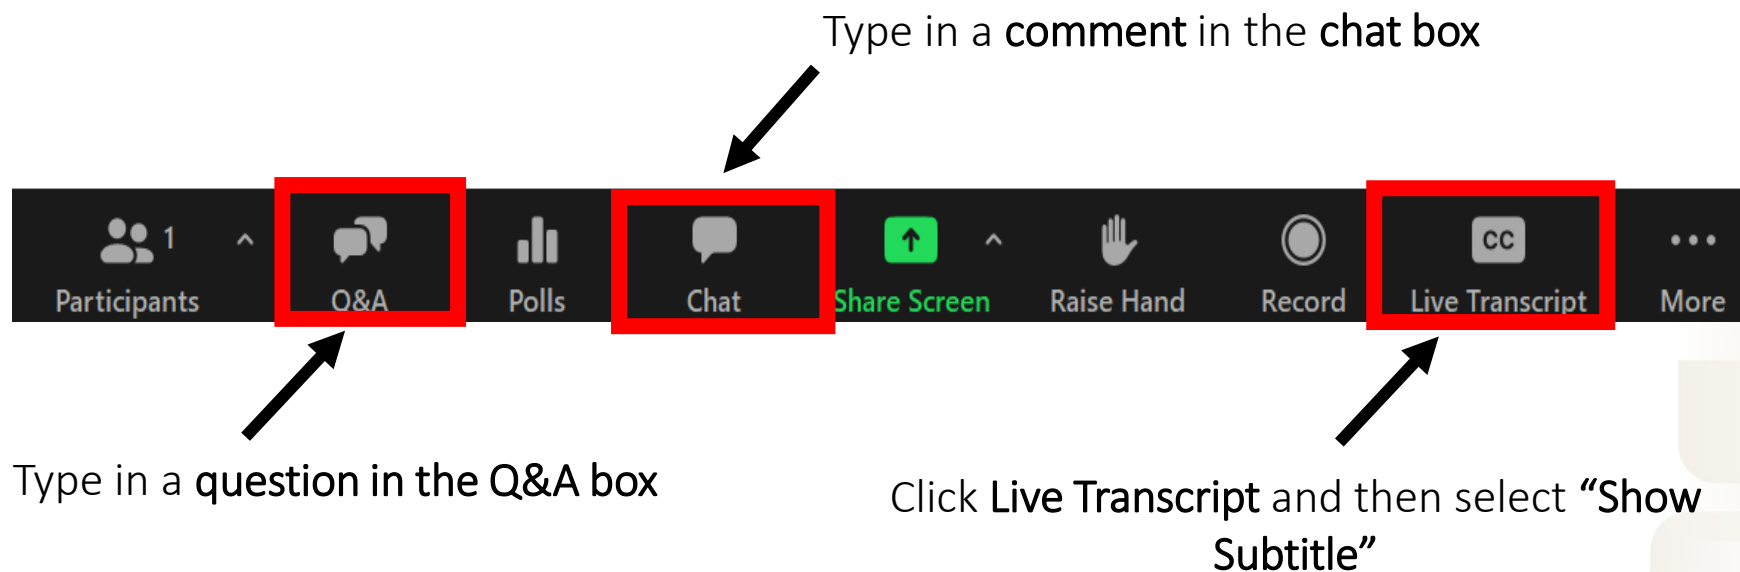 Type in a comment in the chat box
1
CC
Participants
Q&A
Polls
Chat
Share Screen
Raise Hand
Record
Live Transcript
More
Type in a question in the Q&A box
Click Live Transcript and then select “Show
Subtitle”